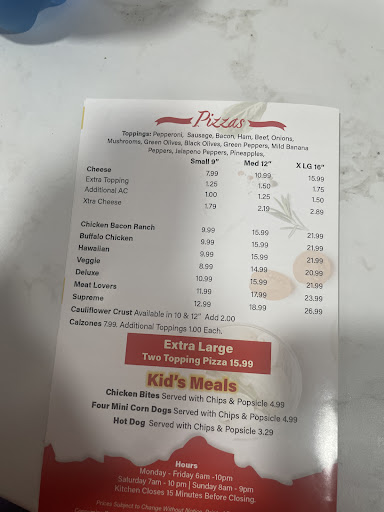 Pizzas
Toppings: Pepperoni, Sausage, Bacon, Ham, Beef, Onions,
Mushrooms, Green Olives, Black Olives, Green Peppers, Mild Banana
Peppers, Jalapeno Peppers, Pineapples,
Small 9" Med 12" X LG 16"
Cheese 7.99 10.99 15.99
Extra Topping 1.25 1.50 1.75
Additional AC 1.00 1.25 1.50
Xtra Cheese 1.79 2.19 2.89
Chicken Bacon Ranch 9.99 15.99 21.99
Buffalo Chicken 9.99 15.99 21.99
Hawaiian 9.99 15.99 21.99
Veggie 8.99 14.99 20.99
Deluxe 10.99 15.99 21.99
Meat Lovers 11.99 17.99 23.99
Supreme 12.99 18.99 26.99
Cauliflower Crust Available in 10 & 12" Add 2.00
Calzones 7.99. Additional Toppings 1.00 Each.
Extra Large
Two Topping Pizza 15.99
Kid's Meals
Chicken Bites Served with Chips & Popsicle 4.99
Four Mini Corn Dogs Served with Chips & Popsicle 4.99
Hot Dog Served with Chips & Popsicle 3.29
Hours
Monday - Friday 6am -10pm
Saturday 7am - 10 pm | Sunday 8am - 9pm
Kitchen Closes 15 Minutes Before Closing.
Prices Subject to Change Without Notice.